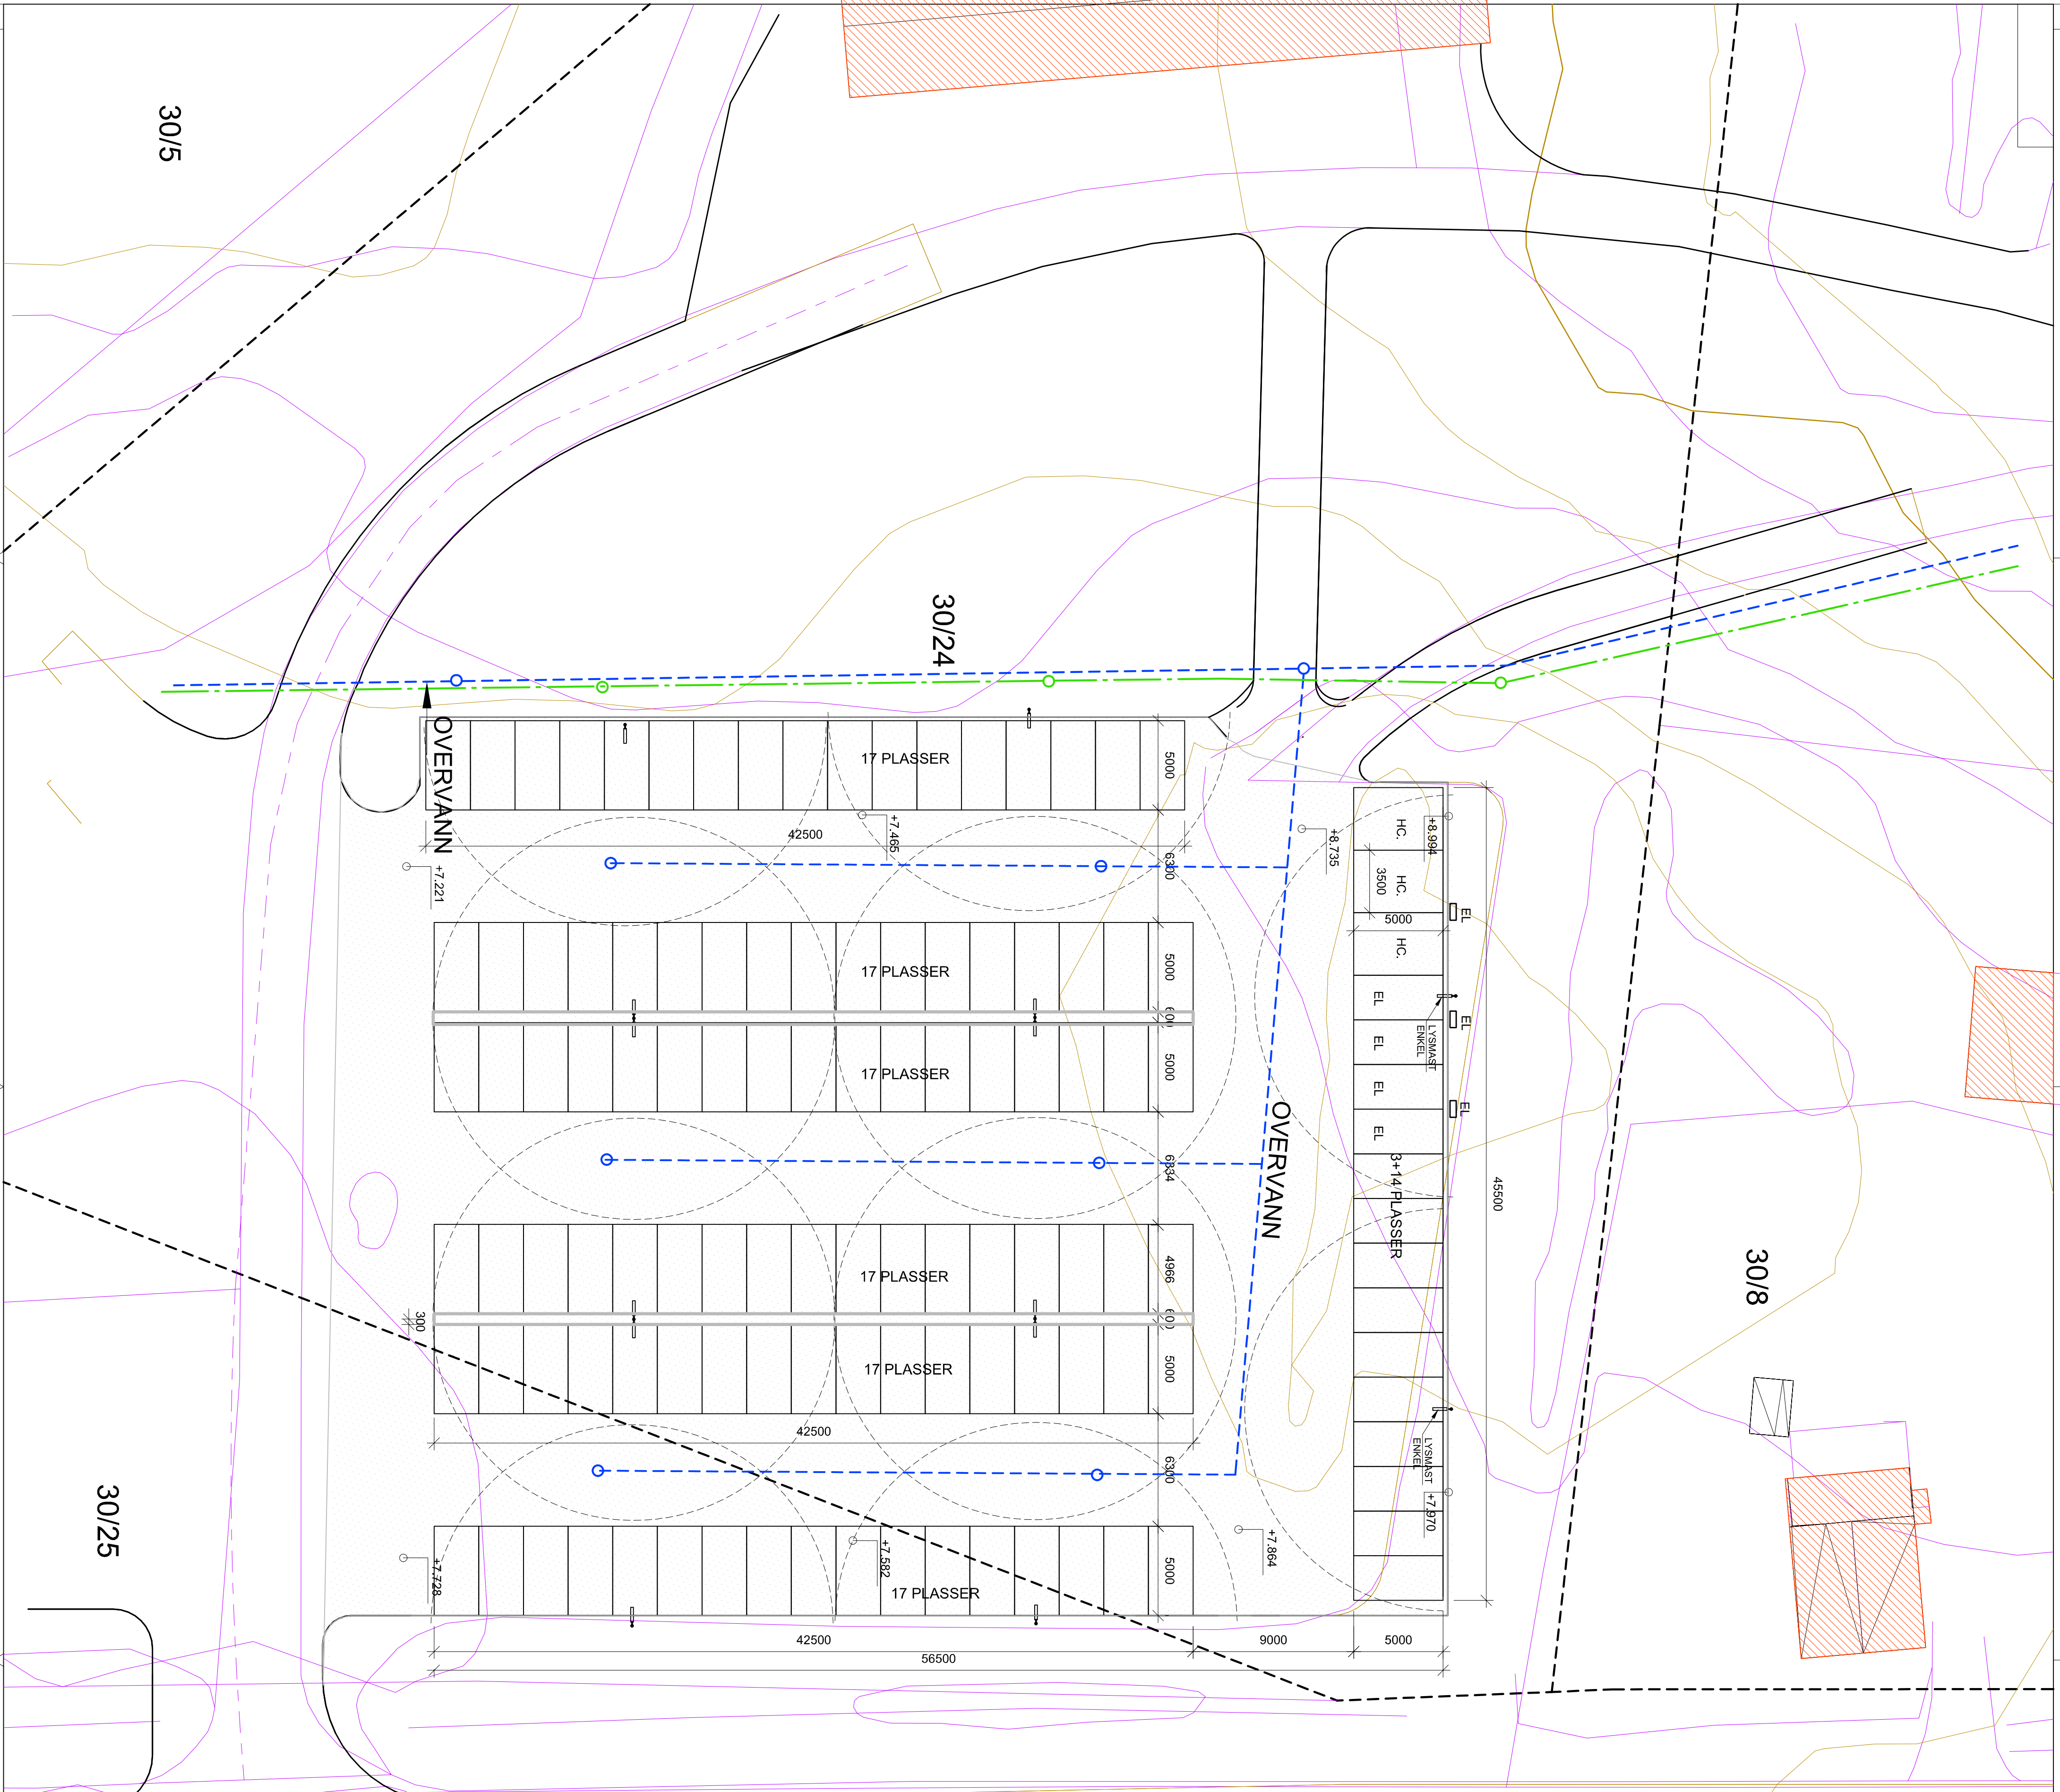 30/5
30/24
30/8
30/25
OVERVANN
OVERVANN
17 PLASSER
5000
42500
+7.465
6300
+7.221
+8.735
+8.994
HC.
HC.
HC.
3500
5000
EL
EL
EL
EL
EL
EL
EL
LYSMAST
ENKEL
3+14 PLASSER
45500
17 PLASSER
5000
600
17 PLASSER
5000
6834
17 PLASSER
4966
600
300
17 PLASSER
5000
42500
6300
LYSMAST
ENKEL
+7.970
+7.864
+7.582
+7.728
17 PLASSER
5000
42500
9000
5000
56500